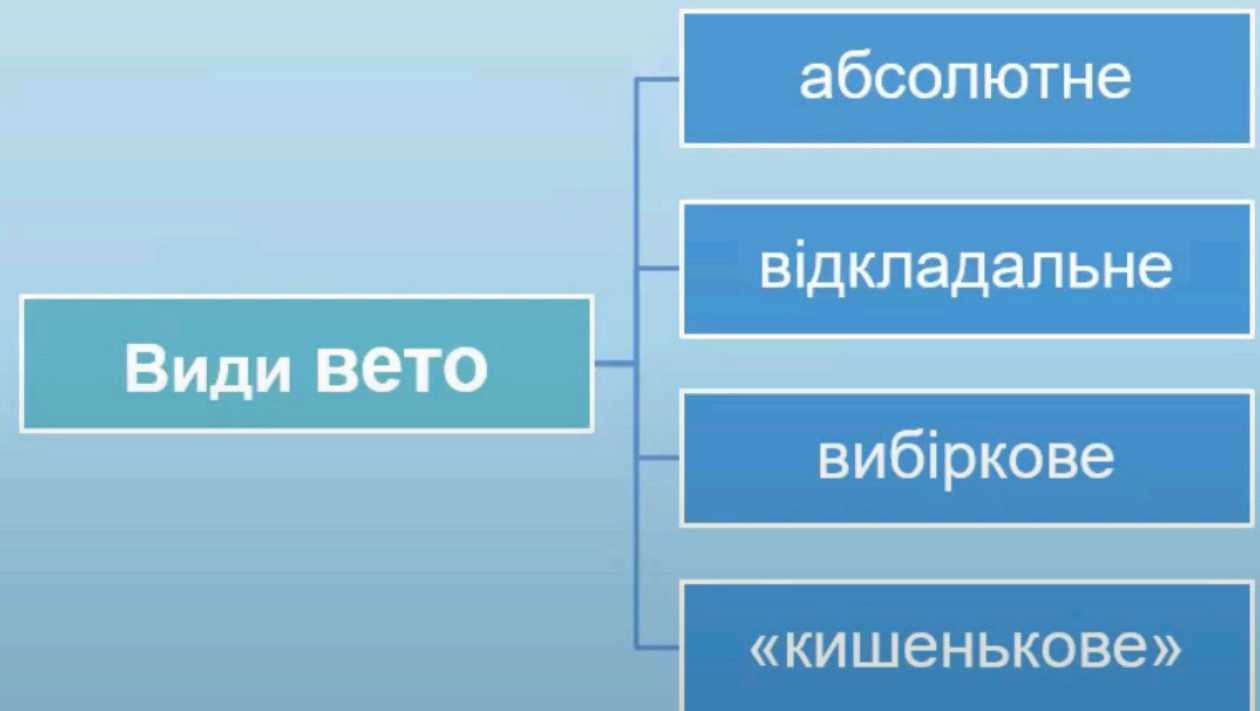 абсолютне
відкладальне
Види вето
вибіркове
«кишенькове»